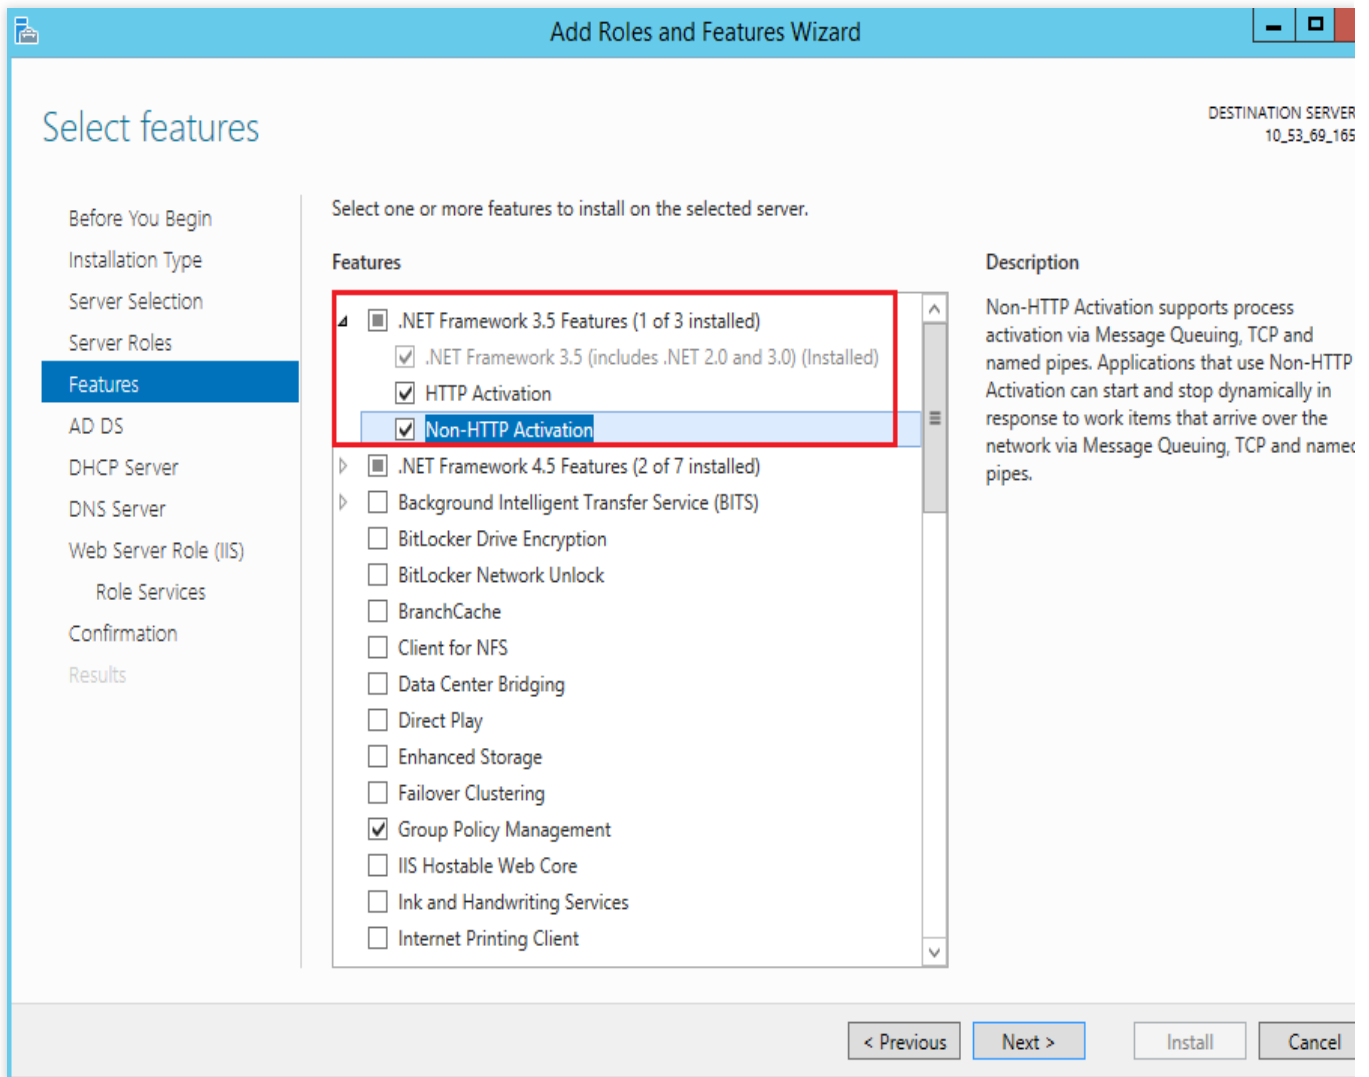 Add Roles and Features Wizard
Select features
DESTINATION SERVER
10_53_69_165
Before You Begin
Installation Type
Server Selection
Server Roles
Features
AD DS
DHCP Server
DNS Server
Web Server Role (IIS)
Role Services
Confirmation
Results
Select one or more features to install on the selected server.
Features
.NET Framework 3.5 Features (1 of 3 installed)
.NET Framework 3.5 (includes .NET 2.0 and 3.0) (Installed)
HTTP Activation
Non-HTTP Activation
.NET Framework 4.5 Features (2 of 7 installed)
Background Intelligent Transfer Service (BITS)
BitLocker Drive Encryption
BitLocker Network Unlock
BranchCache
Client for NFS
Data Center Bridging
Direct Play
Enhanced Storage
Failover Clustering
Group Policy Management
IIS Hostable Web Core
Ink and Handwriting Services
Internet Printing Client
Description
Non-HTTP Activation supports process
activation via Message Queuing, TCP and
named pipes. Applications that use Non-HTTP
Activation can start and stop dynamically in
response to work items that arrive over the
network via Message Queuing, TCP and named
pipes.
< Previous
Next >
Install
Cancel